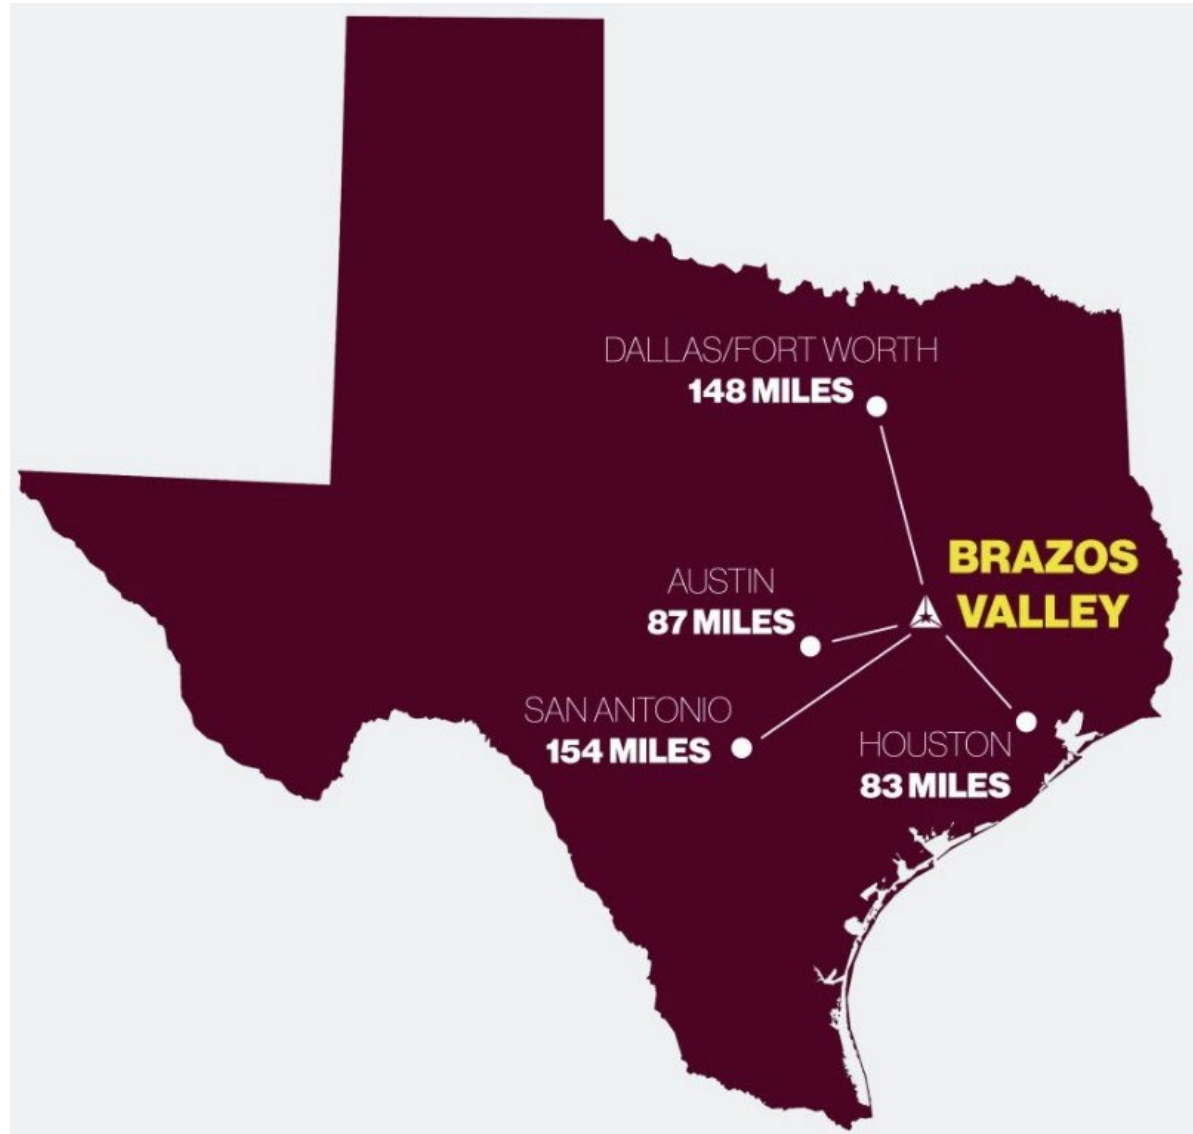 DALLAS/FORT WORTH
148 MILES
BRAZOS
VALLEY
AUSTIN
87 MILES
SAN ANTONIO
154 MILES
HOUSTON
83 MILES